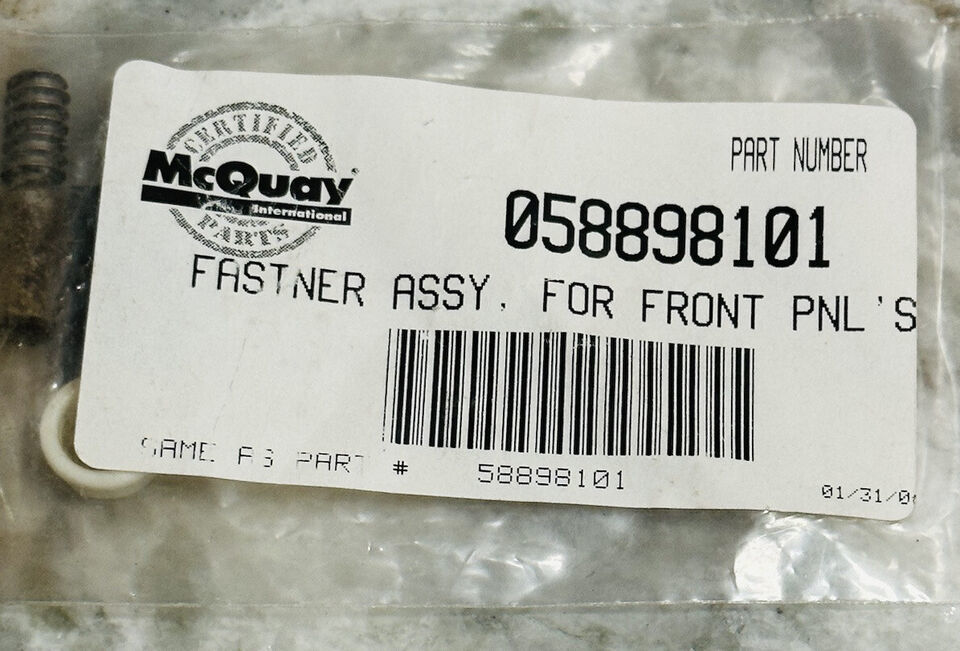 CERTIFIED
McQuay
International
PARTS
PART NUMBER
058898101
FASTNER ASSY. FOR FRONT PNL'S
SAME AS PART # 58898101